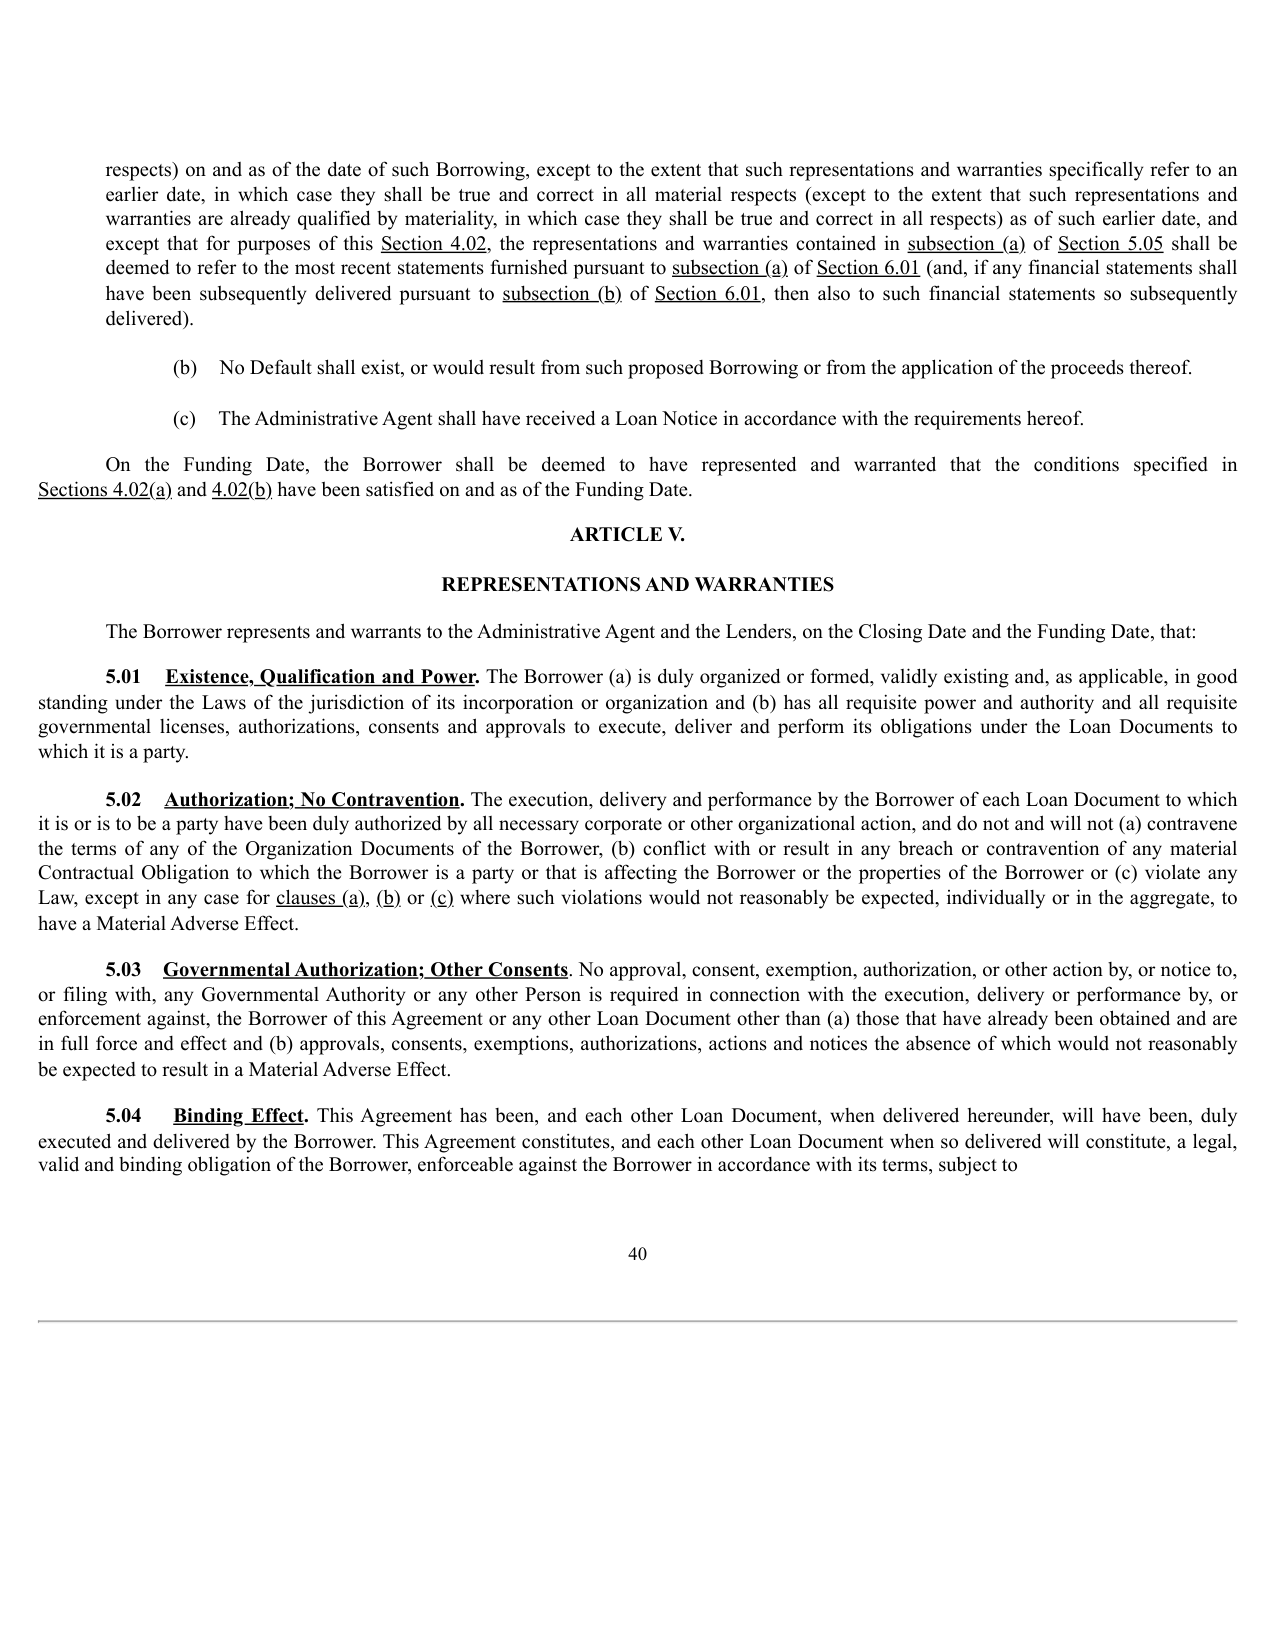 respects) on and as of the date of such Borrowing, except to the extent that such representations and warranties specifically refer to an
earlier date, in which case they shall be true and correct in all material respects (except to the extent that such representations and
warranties are already qualified by materiality, in which case they shall be true and correct in all respects) as of such earlier date, and
except that for purposes of this Section 4.02, the representations and warranties contained in subsection (a) of Section 5.05 shall be
deemed to refer to the most recent statements furnished pursuant to subsection (a) of Section 6.01 (and, if any financial statements shall
have been subsequently delivered pursuant to subsection (b) of Section 6.01, then also to such financial statements so subsequently
delivered).
(b) No Default shall exist, or would result from such proposed Borrowing or from the application of the proceeds thereof.
(c) The Administrative Agent shall have received a Loan Notice in accordance with the requirements hereof.
On the Funding Date, the Borrower shall be deemed to have represented and warranted that the conditions specified in
Sections 4.02(a) and 4.02(b) have been satisfied on and as of the Funding Date.
ARTICLE V.
REPRESENTATIONS AND WARRANTIES
The Borrower represents and warrants to the Administrative Agent and the Lenders, on the Closing Date and the Funding Date, that:
5.01 Existence, Qualification and Power. The Borrower (a) is duly organized or formed, validly existing and, as applicable, in good
standing under the Laws of the jurisdiction of its incorporation or organization and (b) has all requisite power and authority and all requisite
governmental licenses, authorizations, consents and approvals to execute, deliver and perform its obligations under the Loan Documents to
which it is a party.
5.02 Authorization; No Contravention. The execution, delivery and performance by the Borrower of each Loan Document to which
it is or is to be a party have been duly authorized by all necessary corporate or other organizational action, and do not and will not (a) contravene
the terms of any of the Organization Documents of the Borrower, (b) conflict with or result in any breach or contravention of any material
Contractual Obligation to which the Borrower is a party or that is affecting the Borrower or the properties of the Borrower or (c) violate any
Law, except in any case for clauses (a), (b) or (c) where such violations would not reasonably be expected, individually or in the aggregate, to
have a Material Adverse Effect.
5.03 Governmental Authorization; Other Consents. No approval, consent, exemption, authorization, or other action by, or notice to,
or filing with, any Governmental Authority or any other Person is required in connection with the execution, delivery or performance by, or
enforcement against, the Borrower of this Agreement or any other Loan Document other than (a) those that have already been obtained and are
in full force and effect and (b) approvals, consents, exemptions, authorizations, actions and notices the absence of which would not reasonably
be expected to result in a Material Adverse Effect.
5.04 Binding Effect. This Agreement has been, and each other Loan Document, when delivered hereunder, will have been, duly
executed and delivered by the Borrower. This Agreement constitutes, and each other Loan Document when so delivered will constitute, a legal,
valid and binding obligation of the Borrower, enforceable against the Borrower in accordance with its terms, subject to
40